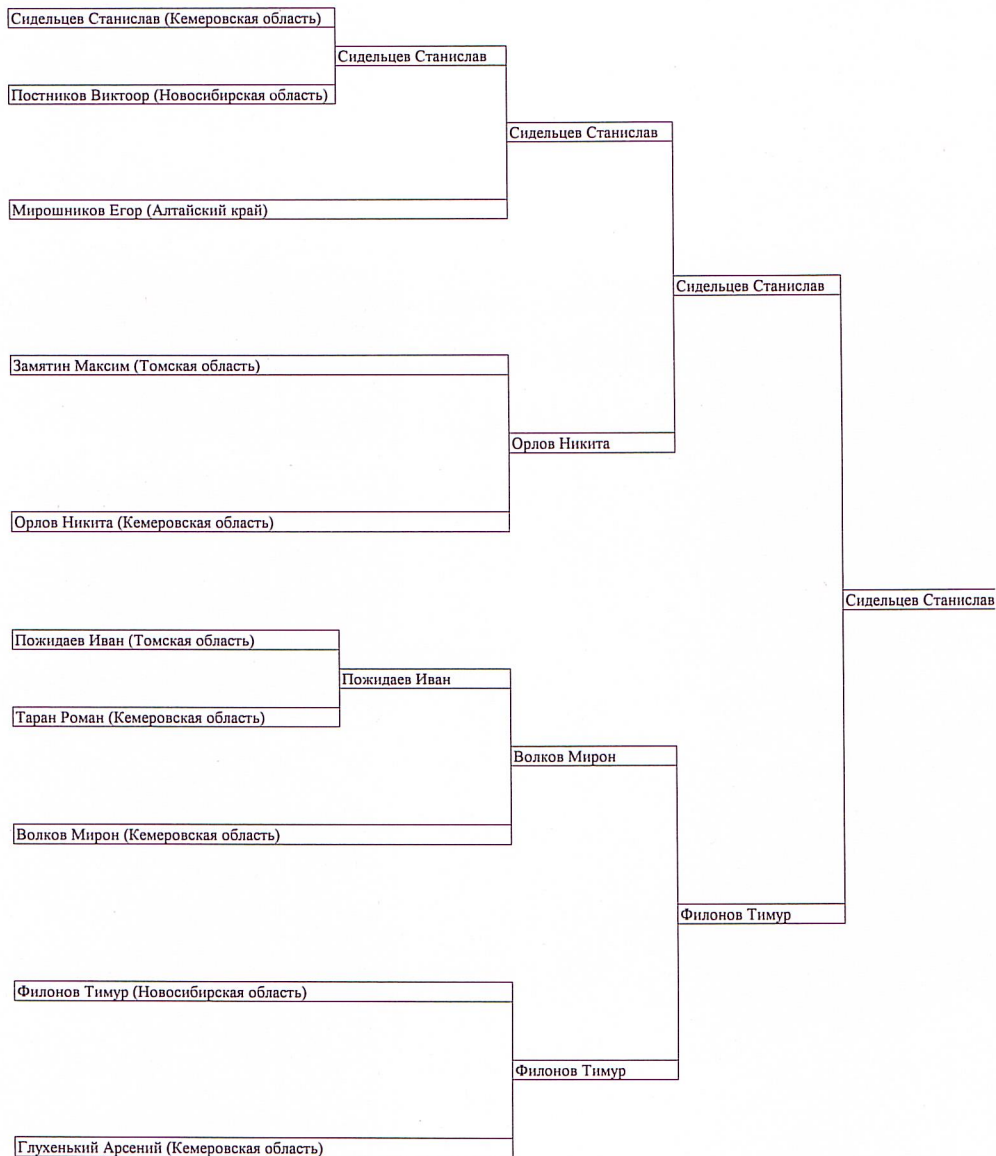 Сидельцев Станислав (Кемеровская область)
Сидельцев Станислав
Постников Виктоор (Новосибирская область)
Сидельцев Станислав
Мирошников Егор (Алтайский край)
Сидельцев Станислав
Замятин Максим (Томская область)
Орлов Никита
Орлов Никита (Кемеровская область)
Сидельцев Станислав
Пожидаев Иван (Томская область)
Пожидаев Иван
Таран Роман (Кемеровская область)
Волков Мирон
Волков Мирон (Кемеровская область)
Филонов Тимур
Филонов Тимур (Новосибирская область)
Филонов Тимур
Глухенький Арсений (Кемеровская область)